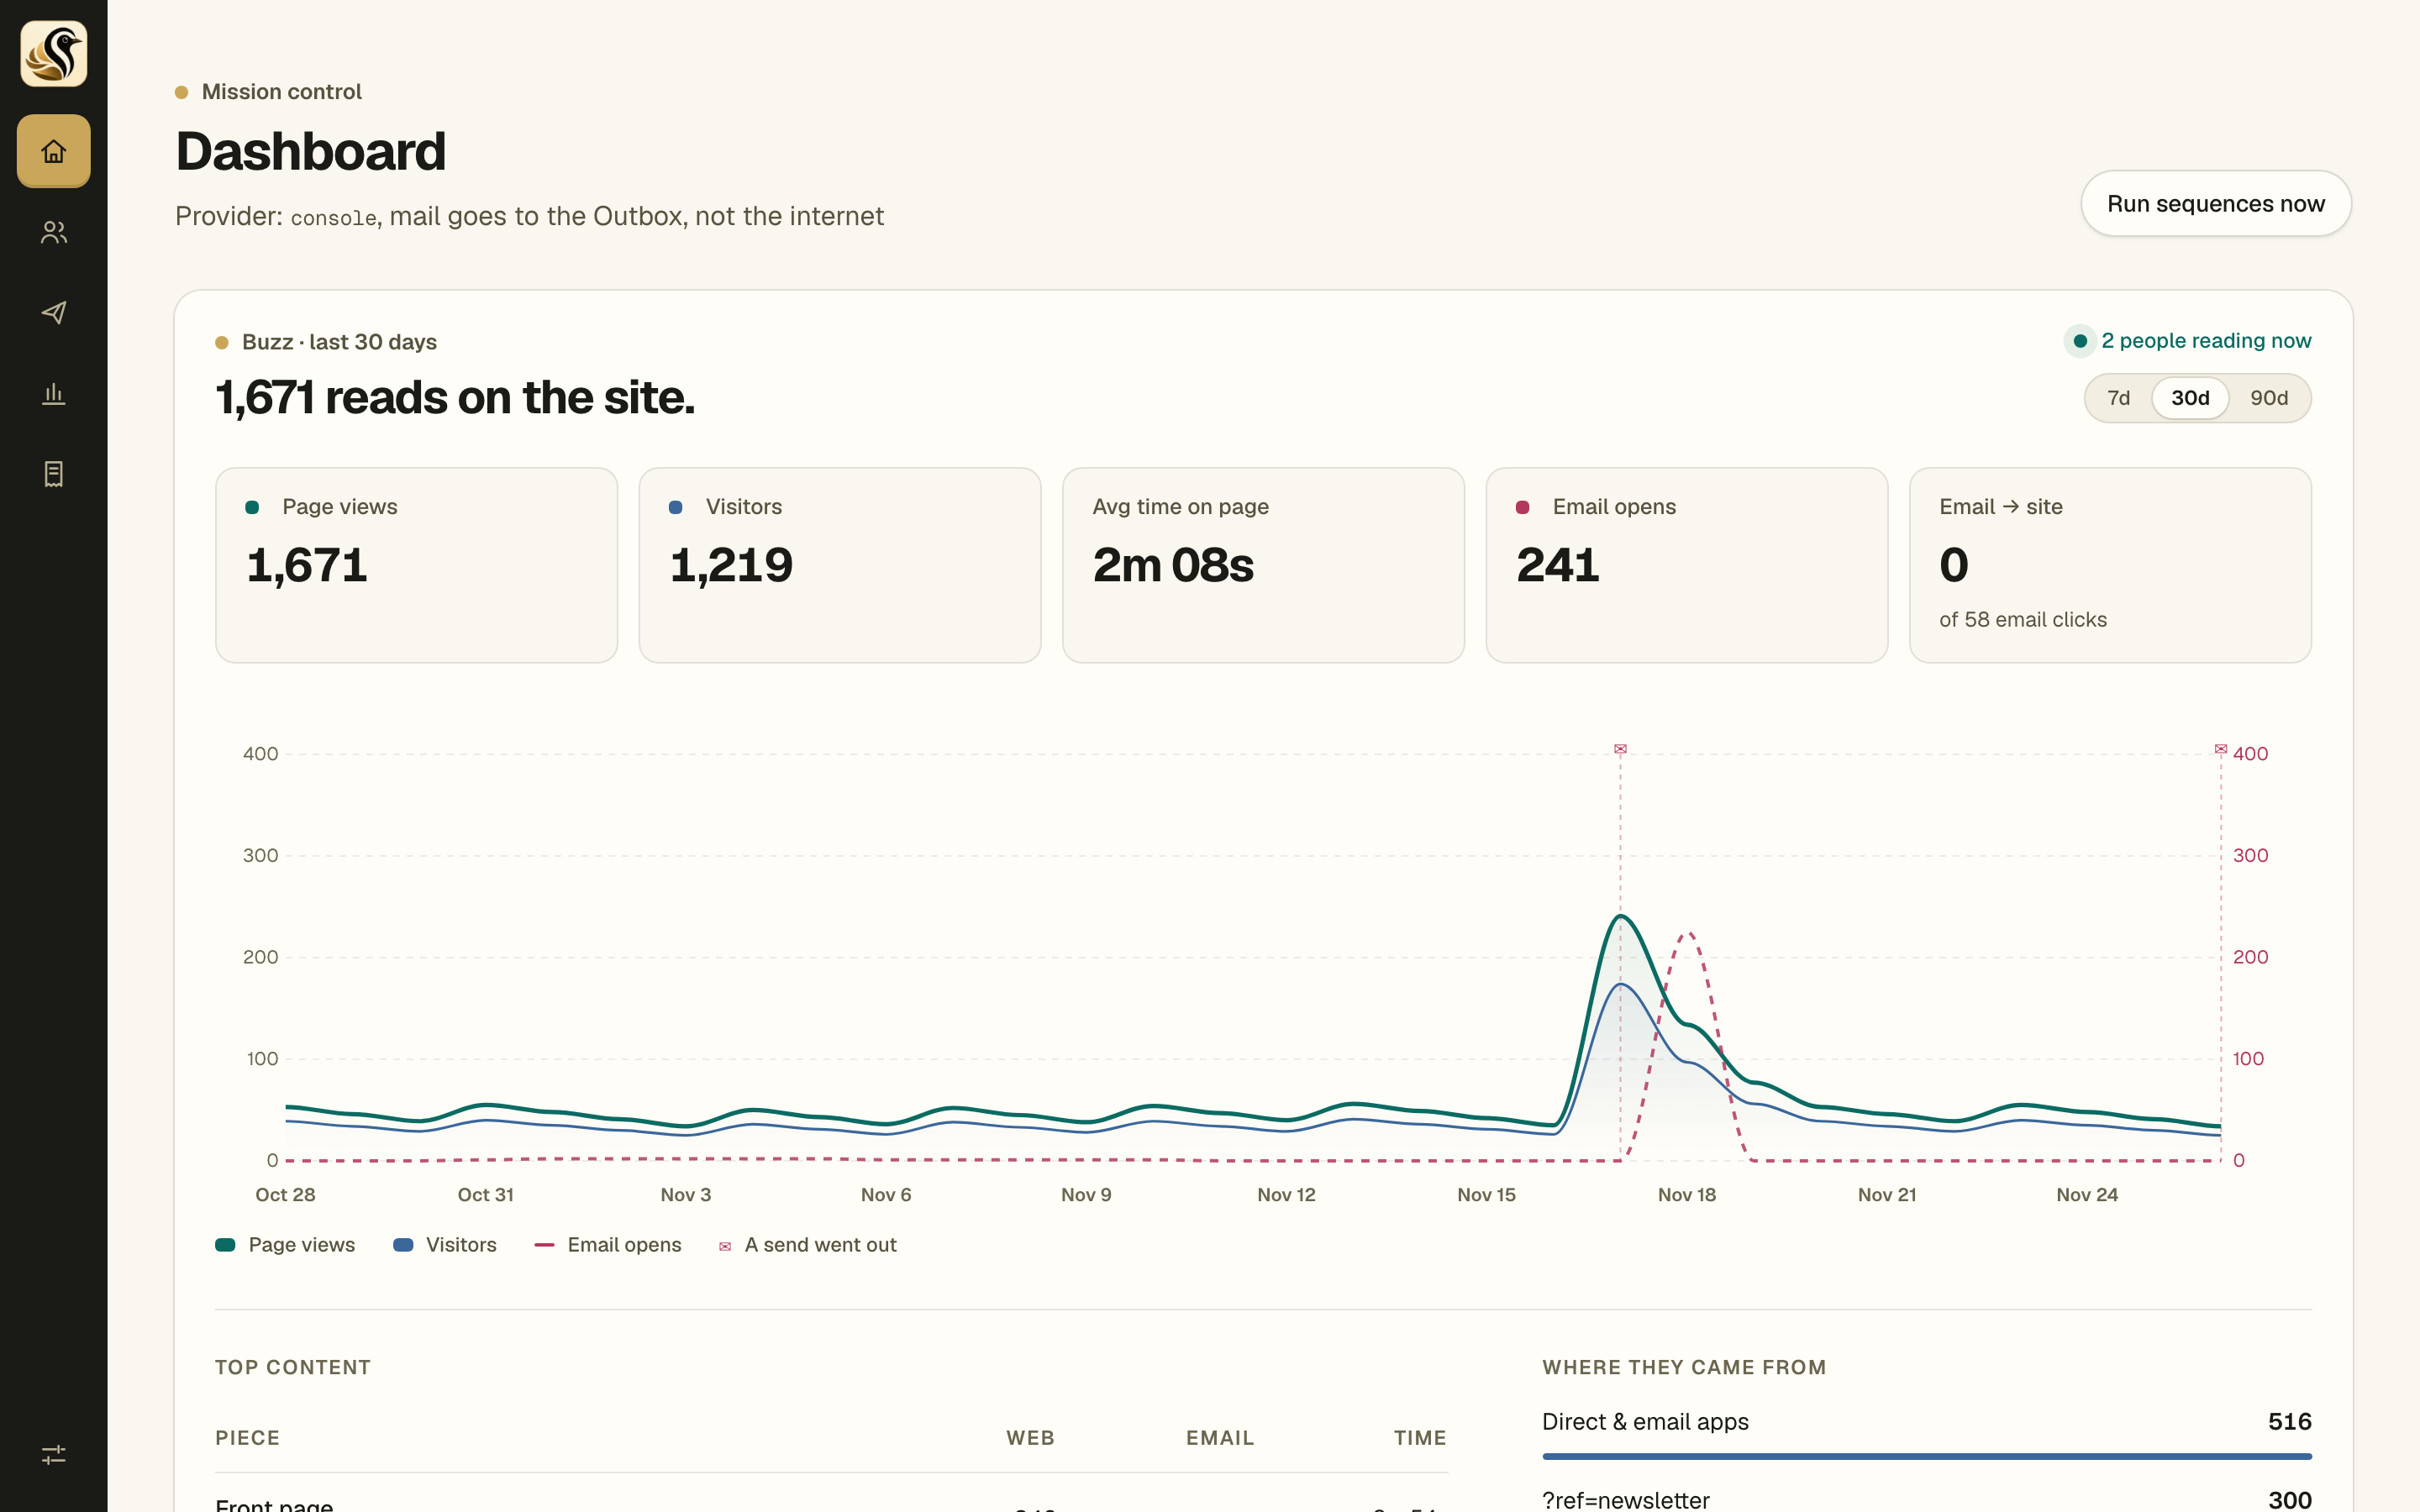 Mission control
Dashboard
Provider: console, mail goes to the Outbox, not the internet
Run sequences now
Buzz · last 30 days
2 people reading now
1,671 reads on the site.
7d 30d 90d
Page views
1,671
Visitors
1,219
Avg time on page
2m 08s
Email opens
241
Email → site
0
of 58 email clicks
400 400
300 300
200 200
100 100
0 0
Oct 28 Oct 31 Nov 3 Nov 6 Nov 9 Nov 12 Nov 15 Nov 18 Nov 21 Nov 24
Page views Visitors Email opens A send went out
TOP CONTENT
PIECE WEB EMAIL TIME
Front page
WHERE THEY CAME FROM
Direct & email apps 516
?ref=newsletter 300